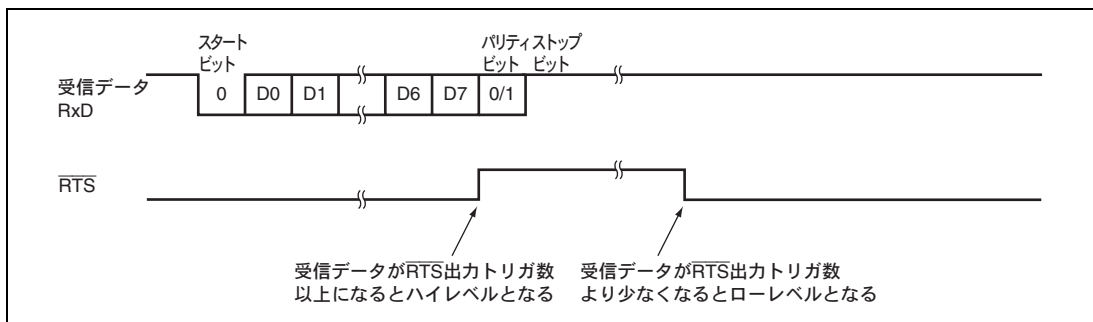 スタート
ビット
パリティ ストップ
ビット ビット
受信データ
RxD
0 D0 D1 D6 D7 0/1
RTS
受信データがRTS出力トリガ数
以上になるとハイレベルとなる
受信データがRTS出力トリガ数
より少なくなるとローレベルとなる